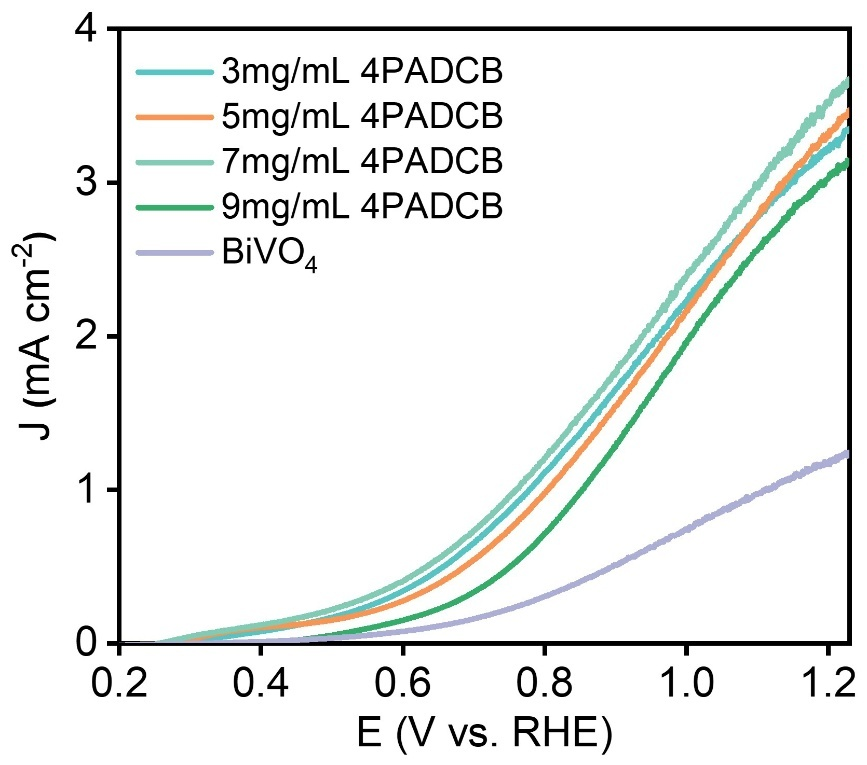 4
3
2
1
0
J (mA cm⁻²)
3mg/mL 4PADCB
5mg/mL 4PADCB
7mg/mL 4PADCB
9mg/mL 4PADCB
BiVO₄
0.2 0.4 0.6 0.8 1.0 1.2
E (V vs. RHE)